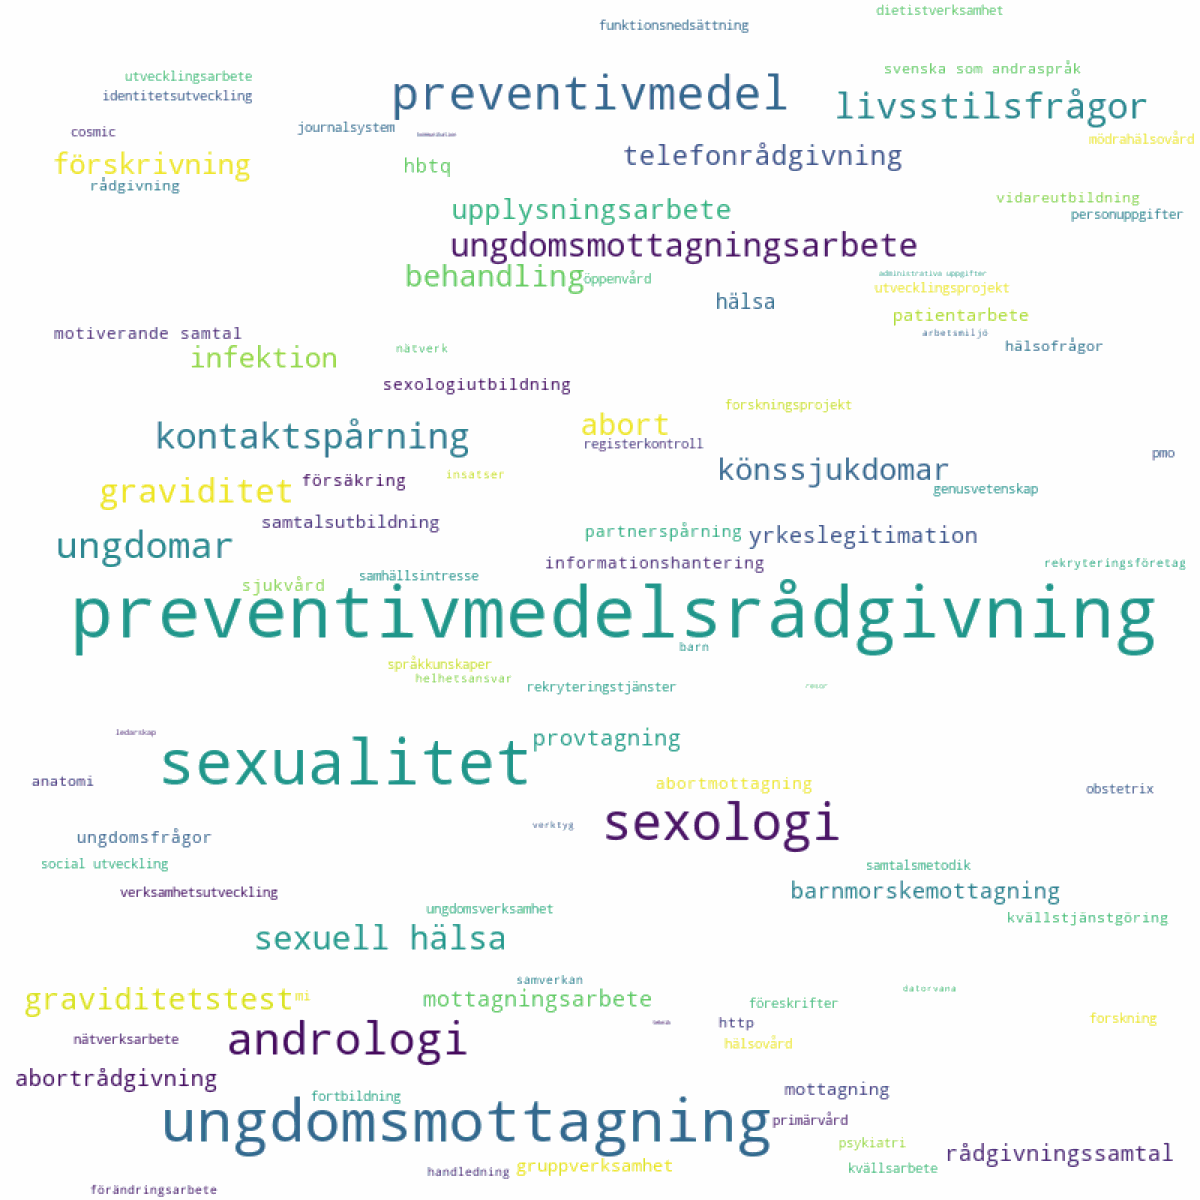 dietistverksamhet
funktionsnedsättning
svenska som andraspråk
utvecklingsarbete
preventivmedel
identitetsutveckling
livsstilsfrågor
journalsystem
cosmic
kommunikation
mödrahälsovård
telefonrådgivning
förskrivning
hbtq
rådgivning
vidareutbildning
upplysningsarbete
personuppgifter
ungdomsmottagningsarbete
administrativa uppgifter
behandling
öppenvård
utvecklingsprojekt
hälsa
patientarbete
motiverande samtal
arbetsmiljö
hälsofrågor
nätverk
infektion
sexologiutbildning
forskningsprojekt
abort
kontaktspårning
registerkontroll
pmo
könssjukdomar
insatser
försäkring
graviditet
genusvetenskap
samtalsutbildning
partnerspårning
yrkeslegitimation
ungdomar
informationshantering
rekryteringsföretag
samhällsintresse
sjukvård
preventivmedelsrådgivning
barn
språkkunskaper
helhetsansvar
rekryteringstjänster
resor
ledarskap
provtagning
sexualitet
anatomi
abortmottagning
obstetrix
sexologi
verktyg
ungdomsfrågor
social utveckling
samtalsmetodik
verksamhetsutveckling
barnmorskemottagning
ungdomsverksamhet
kvällstjänstgöring
sexuell hälsa
samverkan
datorvana
graviditetstest
mi
mottagningsarbete
föreskrifter
forskning
http
andrologi
nätverksarbete
hälsovård
abortrådgivning
mottagning
fortbildning
ungdomsmottagning
primärvård
psykiatri
rådgivningssamtal
gruppverksamhet
kvällsarbete
handledning
förändringsarbete